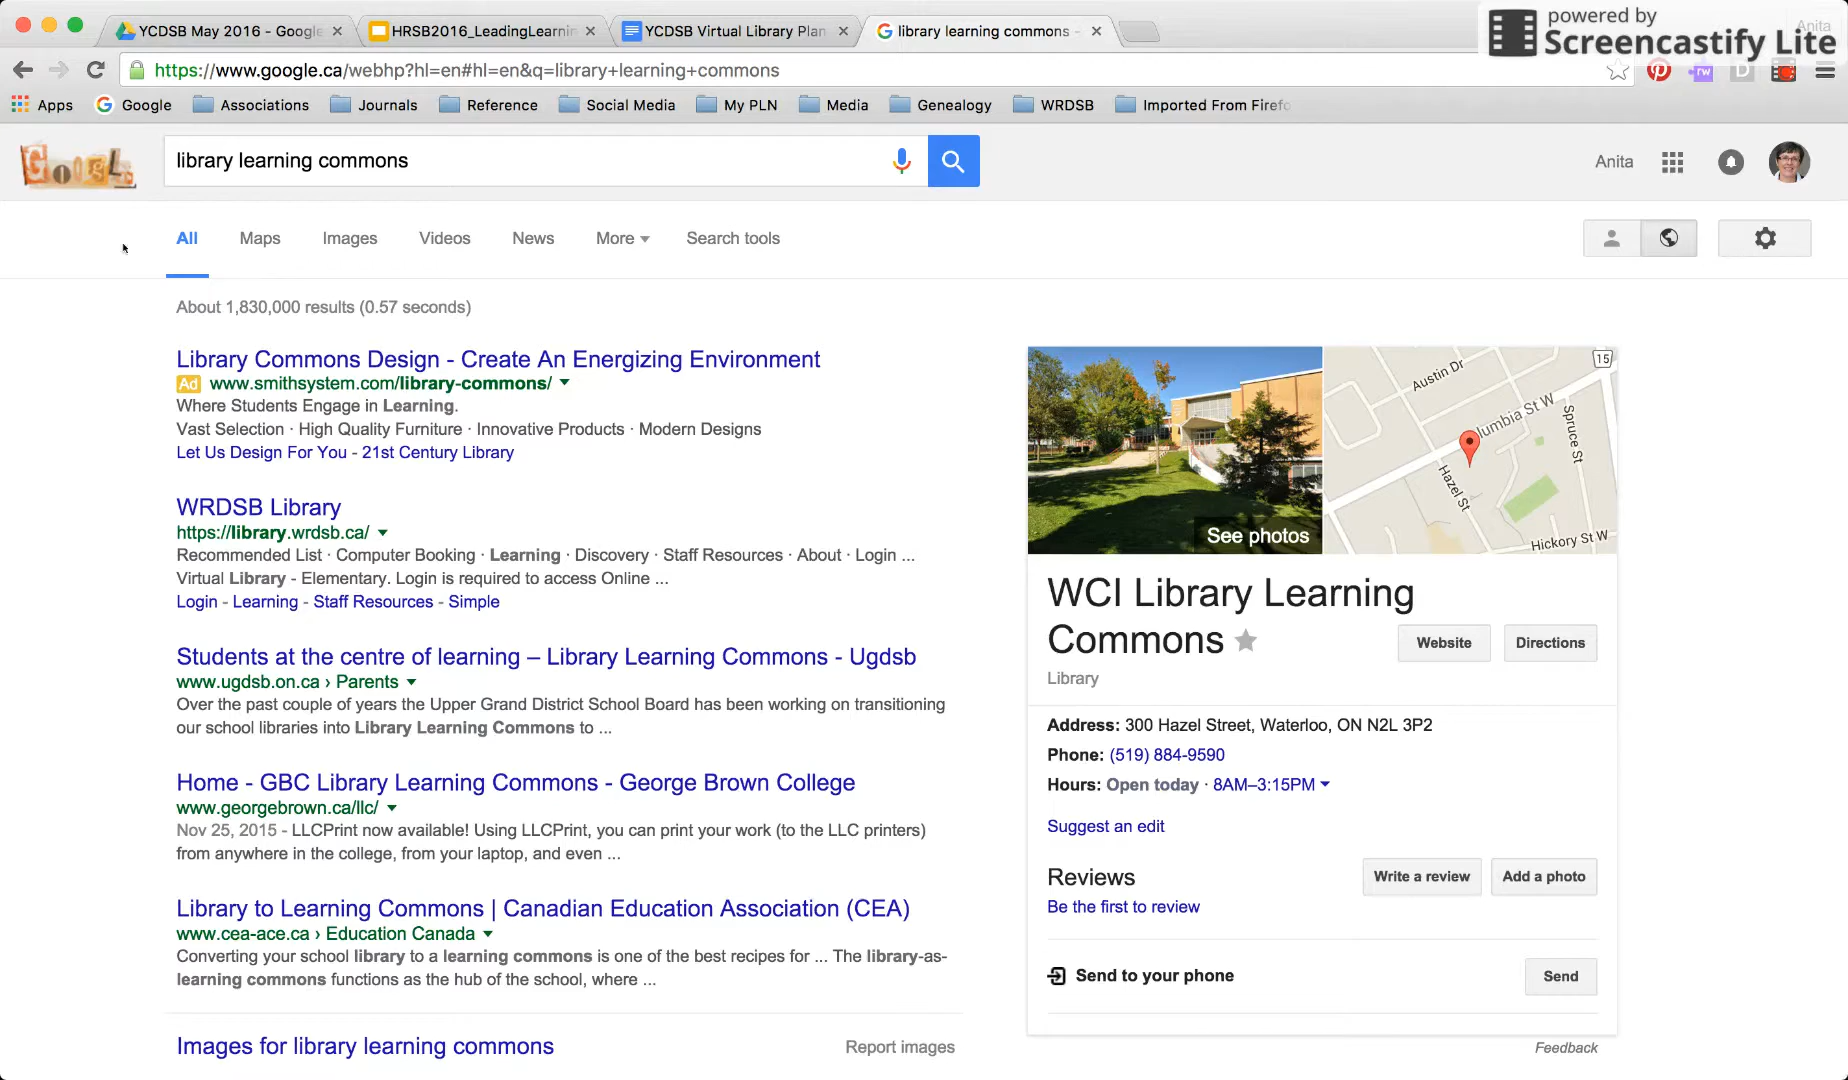 YCDSB May 2016 - Google
HRSB2016_LeadingLearnin
YCDSB Virtual Library Plan
library learning commons -
powered by
Screencastify Lite
Anita
https://www.google.ca/webhp?hl=en#hl=en&q=library+learning+commons
Apps
Google
Associations
Journals
Reference
Social Media
My PLN
Media
Genealogy
WRDSB
Imported From Firefo
library learning commons
Anita
All
Maps
Images
Videos
News
More
Search tools
About 1,830,000 results (0.57 seconds)
Library Commons Design - Create An Energizing Environment
Ad www.smithsystem.com/library-commons/
Where Students Engage in Learning.
Vast Selection · High Quality Furniture · Innovative Products · Modern Designs
Let Us Design For You - 21st Century Library
WRDSB Library
https://library.wrdsb.ca/
Recommended List · Computer Booking · Learning · Discovery · Staff Resources · About · Login ...
Virtual Library - Elementary. Login is required to access Online ...
Login - Learning - Staff Resources - Simple
Students at the centre of learning – Library Learning Commons - Ugdsb
www.ugdsb.on.ca › Parents
Over the past couple of years the Upper Grand District School Board has been working on transitioning
our school libraries into Library Learning Commons to ...
Home - GBC Library Learning Commons - George Brown College
www.georgebrown.ca/llc/
Nov 25, 2015 - LLCPrint now available! Using LLCPrint, you can print your work (to the LLC printers)
from anywhere in the college, from your laptop, and even ...
Library to Learning Commons | Canadian Education Association (CEA)
www.cea-ace.ca › Education Canada
Converting your school library to a learning commons is one of the best recipes for ... The library-as-
learning commons functions as the hub of the school, where ...
Images for library learning commons
Report images
See photos
15
Austin Dr
lumbia St W
Spruce St
Hazel St
Hickory St W
WCI Library Learning
Commons
Website
Directions
Library
Address: 300 Hazel Street, Waterloo, ON N2L 3P2
Phone: (519) 884-9590
Hours: Open today · 8AM–3:15PM
Suggest an edit
Reviews
Write a review
Add a photo
Be the first to review
Send to your phone
Send
Feedback